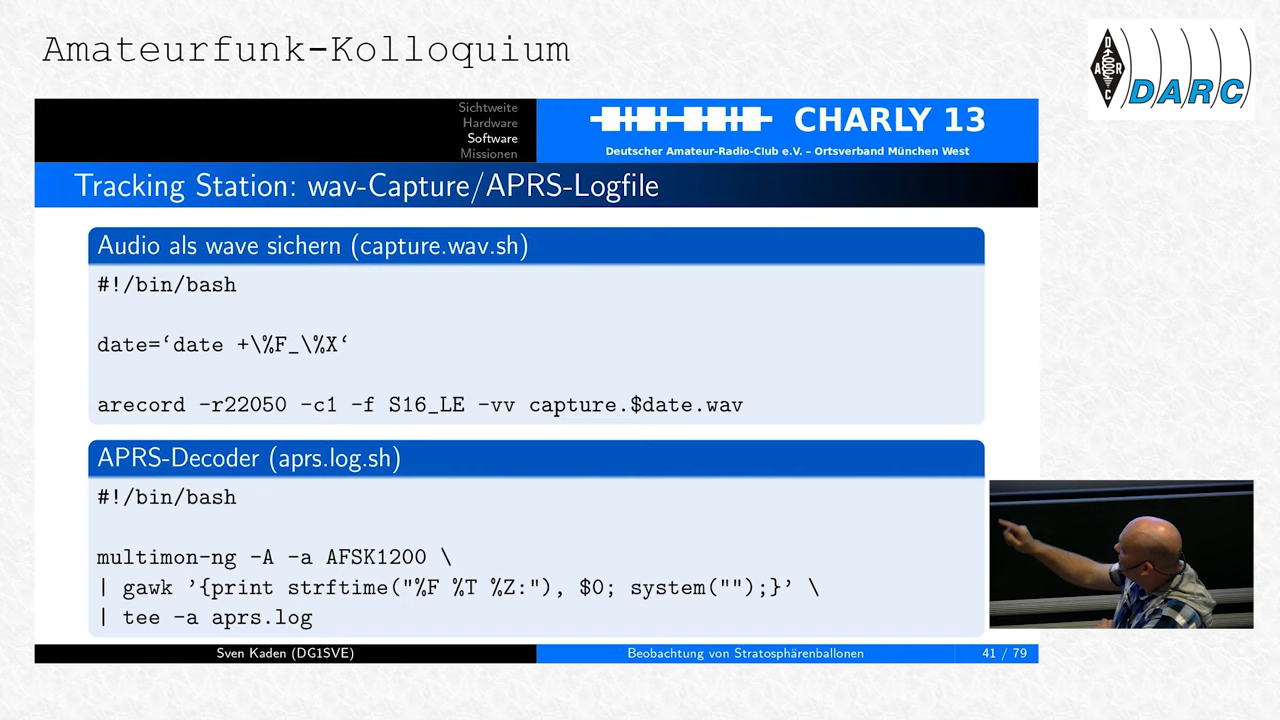 Amateurfunk-Kolloquium
DARC
DARC
Sichtweite
Hardware
Software
Missionen
CHARLY 13
Deutscher Amateur-Radio-Club e.V. – Ortsverband München West
Tracking Station: wav-Capture/APRS-Logfile
Audio als wave sichern (capture.wav.sh)
#!/bin/bash
date=‘date +\%F_\%X‘
arecord -r22050 -c1 -f S16_LE -vv capture.$date.wav
APRS-Decoder (aprs.log.sh)
#!/bin/bash
multimon-ng -A -a AFSK1200 \
| gawk ’{print strftime("%F %T %Z:"), $0; system("");}’ \
| tee -a aprs.log
Sven Kaden (DG1SVE)
Beobachtung von Stratosphärenballonen
41 / 79